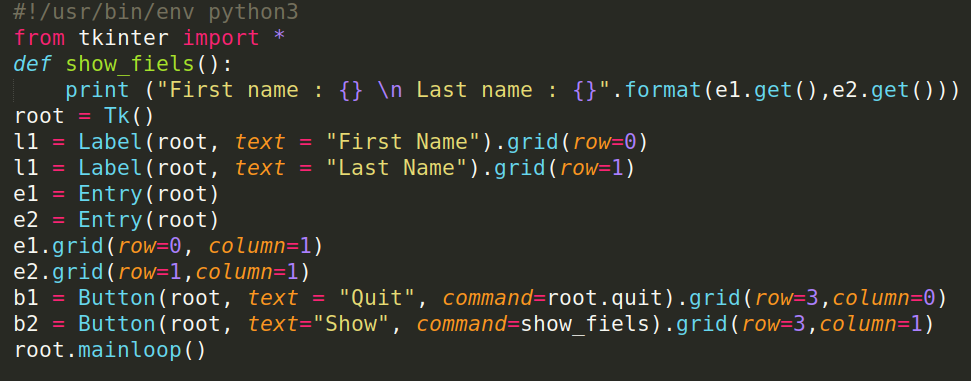 #!/usr/bin/env python3
from tkinter import *
def show_fiels():
    print ("First name : {} \n Last name : {}".format(e1.get(),e2.get()))
root = Tk()
l1 = Label(root, text = "First Name").grid(row=0)
l1 = Label(root, text = "Last Name").grid(row=1)
e1 = Entry(root)
e2 = Entry(root)
e1.grid(row=0, column=1)
e2.grid(row=1,column=1)
b1 = Button(root, text = "Quit", command=root.quit).grid(row=3,column=0)
b2 = Button(root, text="Show", command=show_fiels).grid(row=3,column=1)
root.mainloop()